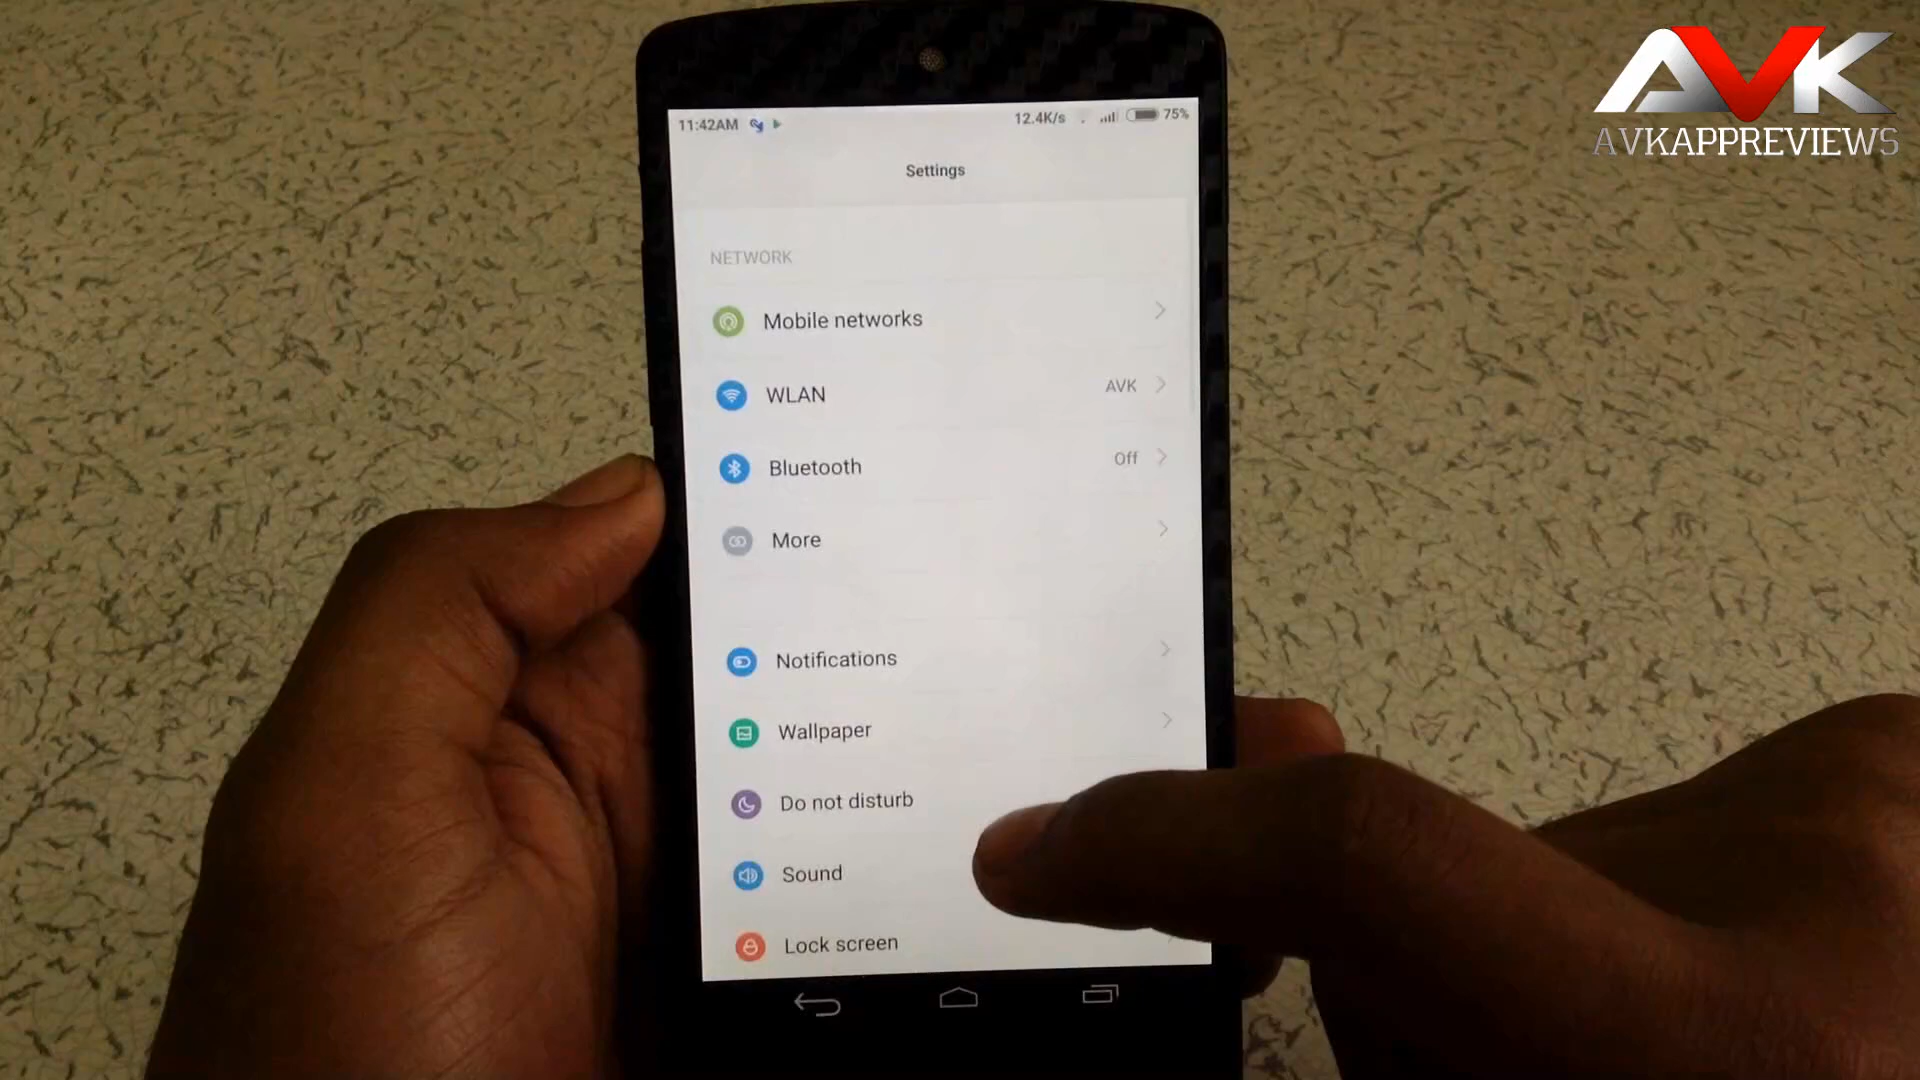 AVK
AVKAPPREVIEWS
11:42AM 12.4K/s 75%
Settings
NETWORK
Mobile networks
WLAN AVK
Bluetooth Off
More
Notifications
Wallpaper
Do not disturb
Sound
Lock screen